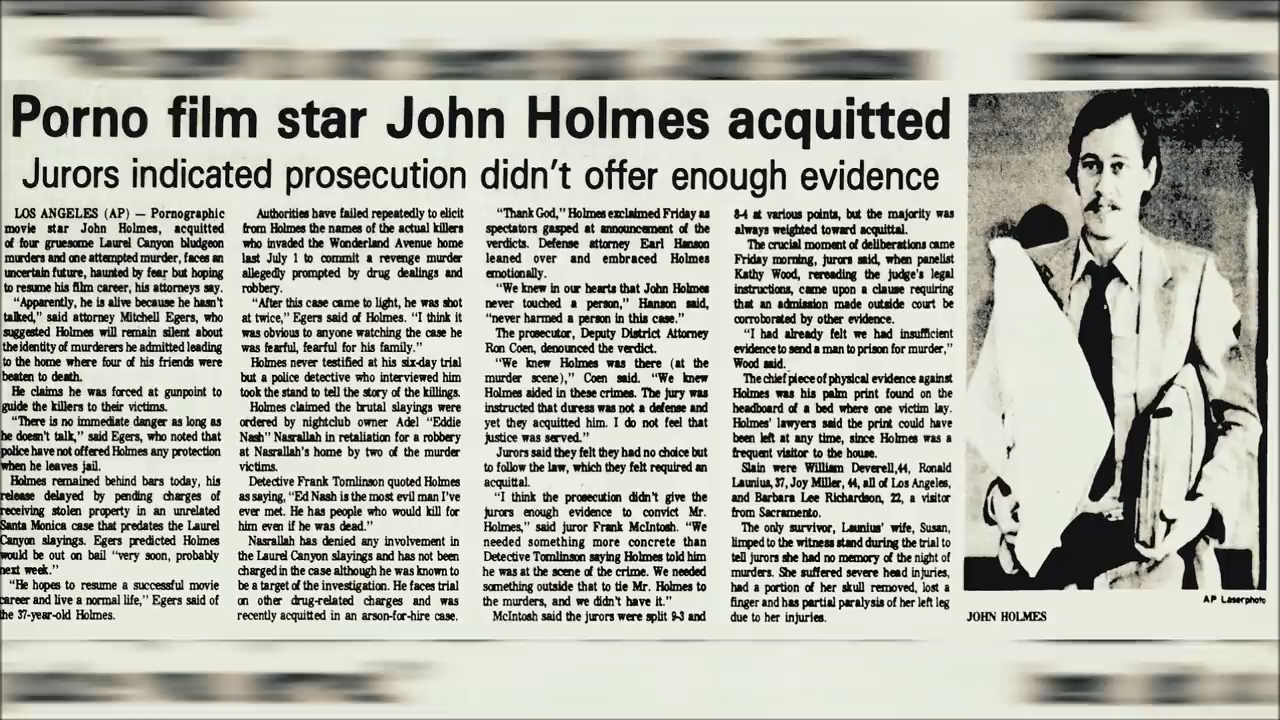 Porno film star John Holmes acquitted
Jurors indicated prosecution didn't offer enough evidence
LOS ANGELES (AP) — Pornographic
movie star John Holmes, acquitted
of four gruesome Laurel Canyon bludgeon
murders and one attempted murder, faces an
uncertain future, haunted by fear but hoping
to resume his film career, his attorneys say.
"Apparently, he is alive because he hasn't
talked," said attorney Mitchell Egers, who
suggested Holmes will remain silent about
the identity of murderers he admitted leading
to the home where four of his friends were
beaten to death.
He claims he was forced at gunpoint to
guide the killers to their victims.
"There is no immediate danger as long as
he doesn't talk," said Egers, who noted that
police have not offered Holmes any protection
when he leaves jail.
Holmes remained behind bars today, his
release delayed by pending charges of
receiving stolen property in an unrelated
Santa Monica case that predates the Laurel
Canyon slayings. Egers predicted Holmes
would be out on bail "very soon, probably
next week."
"He hopes to resume a successful movie
career and live a normal life," Egers said of
the 37-year-old Holmes.
Authorities have failed repeatedly to elicit
from Holmes the names of the actual killers
who invaded the Wonderland Avenue home
last July 1 to commit a revenge murder
allegedly prompted by drug dealings and
robbery.
"After this case came to light, he was shot
at twice," Egers said of Holmes. "I think it
was obvious to anyone watching the case he
was fearful, fearful for his family."
Holmes never testified at his six-day trial
but a police detective who interviewed him
took the stand to tell the story of the killings.
Holmes claimed the brutal slayings were
ordered by nightclub owner Adel "Eddie
Nash" Nasrallah in retaliation for a robbery
at Nasrallah's home by two of the murder
victims.
Detective Frank Tomlinson quoted Holmes
as saying, "Ed Nash is the most evil man I've
ever met. He has people who would kill for
him even if he was dead."
Nasrallah has denied any involvement in
the Laurel Canyon slayings and has not been
charged in the case although he was known to
be a target of the investigation. He faces trial
on other drug-related charges and was
recently acquitted in an arson-for-hire case.
"Thank God," Holmes exclaimed Friday as
spectators gasped at announcement of the
verdicts. Defense attorney Earl Hanson
leaned over and embraced Holmes
emotionally.
"We knew in our hearts that John Holmes
never touched a person," Hanson said,
"never harmed a person in this case."
The prosecutor, Deputy District Attorney
Ron Coen, denounced the verdict.
"We knew Holmes was there (at the
murder scene)," Coen said. "We knew
Holmes aided in these crimes. The jury was
instructed that duress was not a defense and
yet they acquitted him. I do not feel that
justice was served."
Jurors said they felt they had no choice but
to follow the law, which they felt required an
acquittal.
"I think the prosecution didn't give the
jurors enough evidence to convict Mr.
Holmes," said juror Frank McIntosh. "We
needed something more concrete than
Detective Tomlinson saying Holmes told him
he was at the scene of the crime. We needed
something outside that to tie Mr. Holmes to
the murders, and we didn't have it."
McIntosh said the jurors were split 9-3 and
8-4 at various points, but the majority was
always weighted toward acquittal.
The crucial moment of deliberations came
Friday morning, jurors said, when panelist
Kathy Wood, rereading the judge's legal
instructions, came upon a clause requiring
that an admission made outside court be
corroborated by other evidence.
"I had already felt we had insufficient
evidence to send a man to prison for murder,"
Wood said.
The chief piece of physical evidence against
Holmes was his palm print found on the
headboard of a bed where one victim lay.
Holmes' lawyers said the print could have
been left at any time, since Holmes was a
frequent visitor to the house.
Slain were William Deverell, 44, Ronald
Launius, 37, Joy Miller, 44, all of Los Angeles,
and Barbara Lee Richardson, 22, a visitor
from Sacramento.
The only survivor, Launius' wife, Susan,
limped to the witness stand during the trial to
tell jurors she had no memory of the night of
murders. She suffered severe head injuries,
had a portion of her skull removed, lost a
finger and has partial paralysis of her left leg
due to her injuries.
AP Laserphoto
JOHN HOLMES